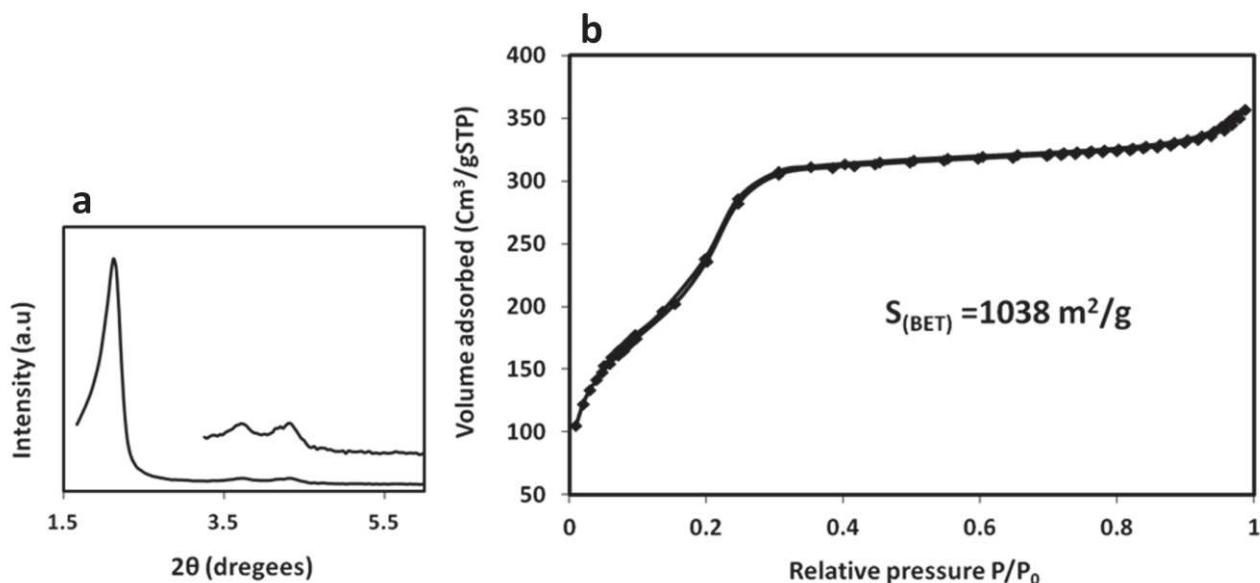 a
Intensity (a.u)
1.5
3.5
5.5
2θ (dregees)
b
Volume adsorbed (Cm³/gSTP)
400
350
300
250
200
150
100
50
S(BET) =1038 m²/g
0
0.2
0.4
0.6
0.8
1
Relative pressure P/P₀